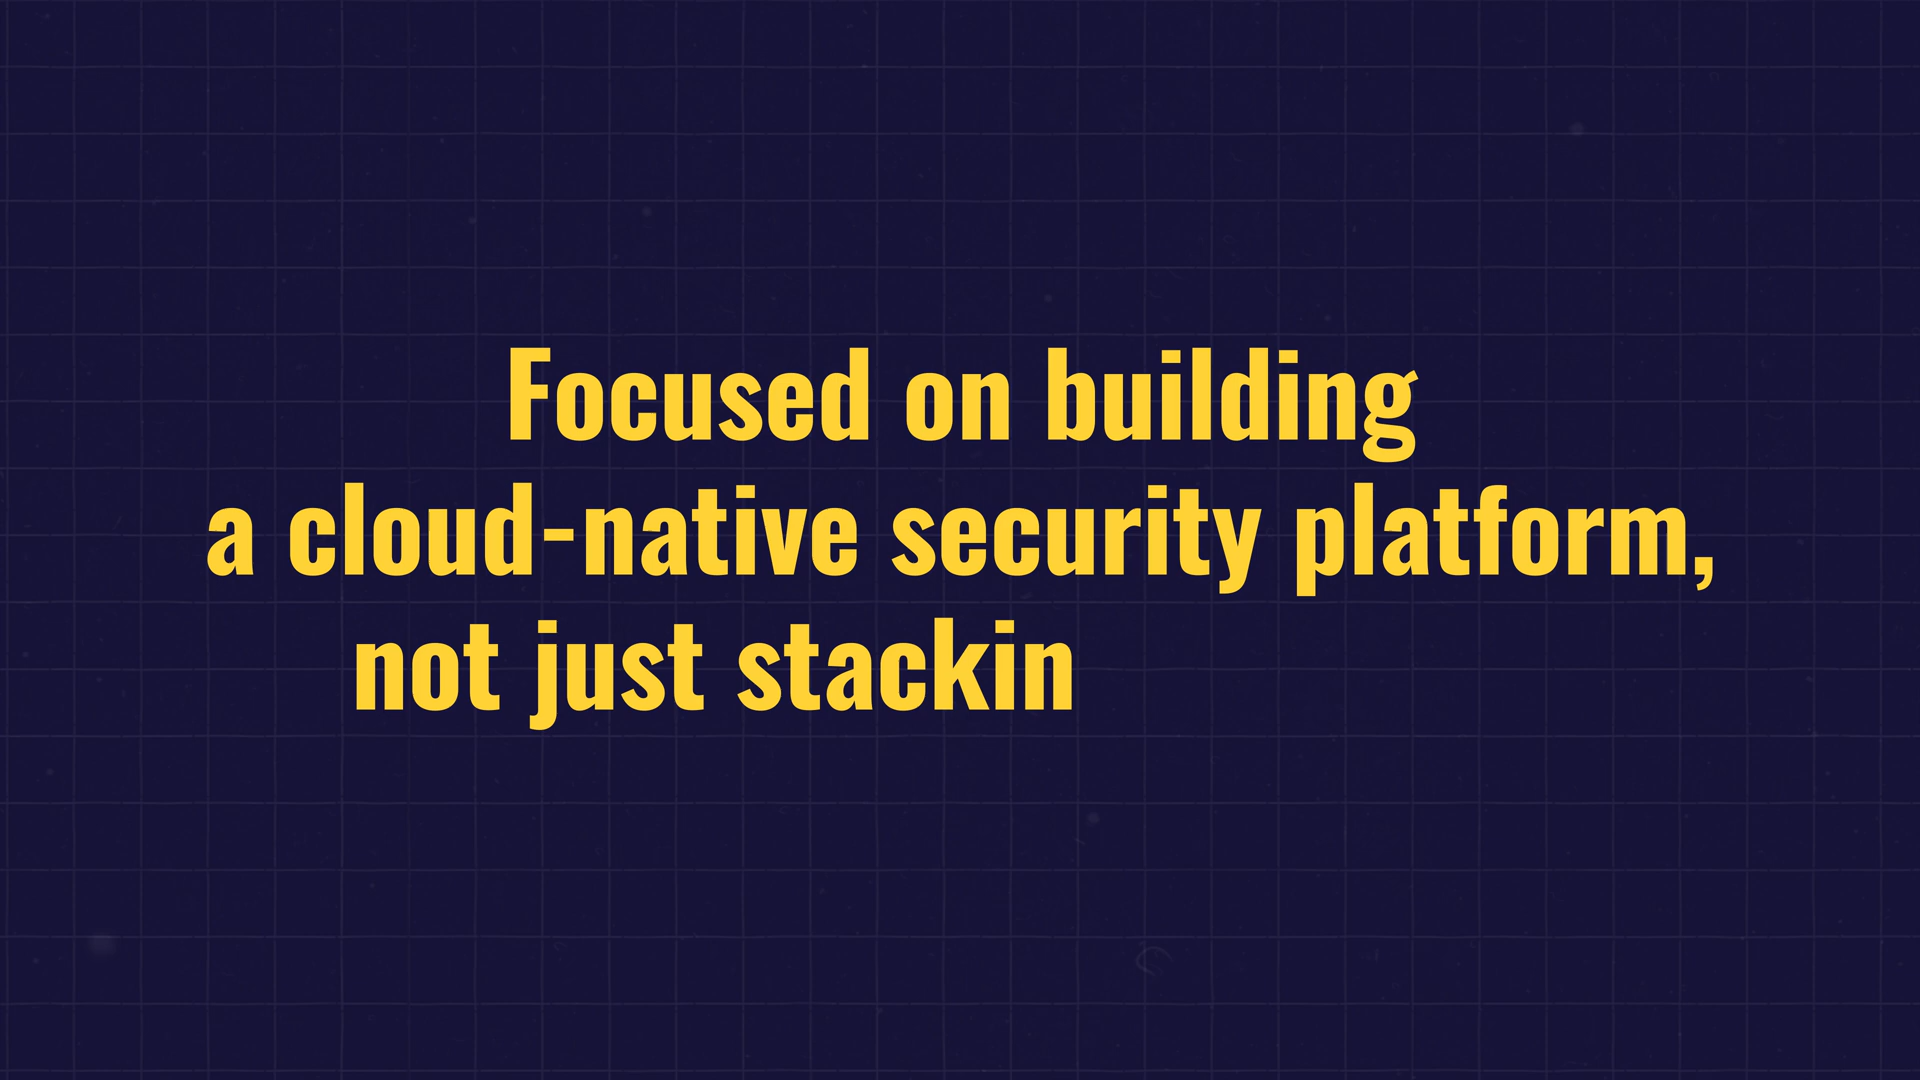 Focused on building
a cloud-native security platform,
not just stackin